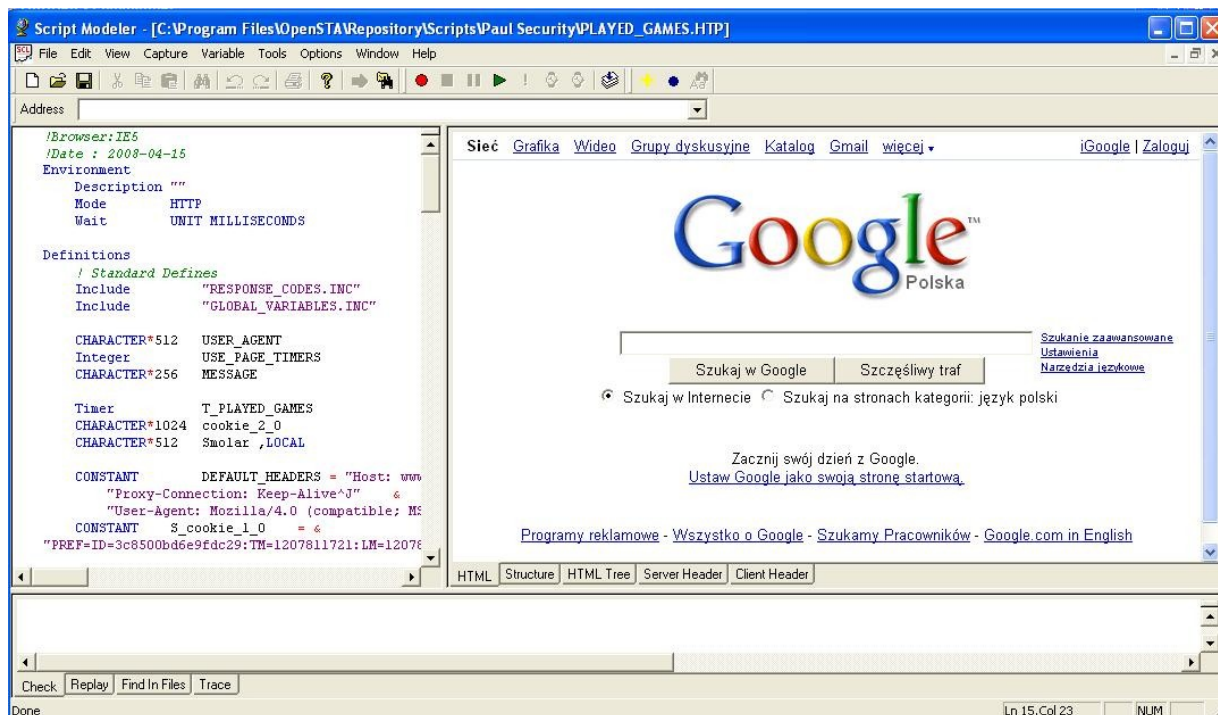 Script Modeler - [C:\Program Files\OpenSTA\Repository\Scripts\Paul Security\PLAYED_GAMES.HTP]
File Edit View Capture Variable Tools Options Window Help
Address
!Browser:IE5
!Date : 2008-04-15
Environment
Description ""
Mode HTTP
Wait UNIT MILLISECONDS
Definitions
! Standard Defines
Include "RESPONSE_CODES.INC"
Include "GLOBAL_VARIABLES.INC"
CHARACTER*512 USER_AGENT
Integer USE_PAGE_TIMERS
CHARACTER*256 MESSAGE
Timer T_PLAYED_GAMES
CHARACTER*1024 cookie_2_0
CHARACTER*512 Smolar ,LOCAL
CONSTANT DEFAULT_HEADERS = "Host: www
"Proxy-Connection: Keep-Alive^J" &
"User-Agent: Mozilla/4.0 (compatible; MS
CONSTANT S_cookie_1_0 = &
"PREF=ID=3c8500bd6e9fdc29:TM=1207811721:LM=12078
Sieć Grafika Wideo Grupy dyskusyjne Katalog Gmail więcej iGoogle | Zaloguj
Google™
Polska
Szukanie zaawansowane
Ustawienia
Narzędzia językowe
Szukaj w Google Szczęśliwy traf
Szukaj w Internecie Szukaj na stronach kategorii: język polski
Zacznij swój dzień z Google.
Ustaw Google jako swoją stronę startową.
Programy reklamowe - Wszystko o Google - Szukamy Pracowników - Google.com in English
HTML Structure HTML Tree Server Header Client Header
Check Replay Find In Files Trace
Done Ln 15,Col 23 NUM